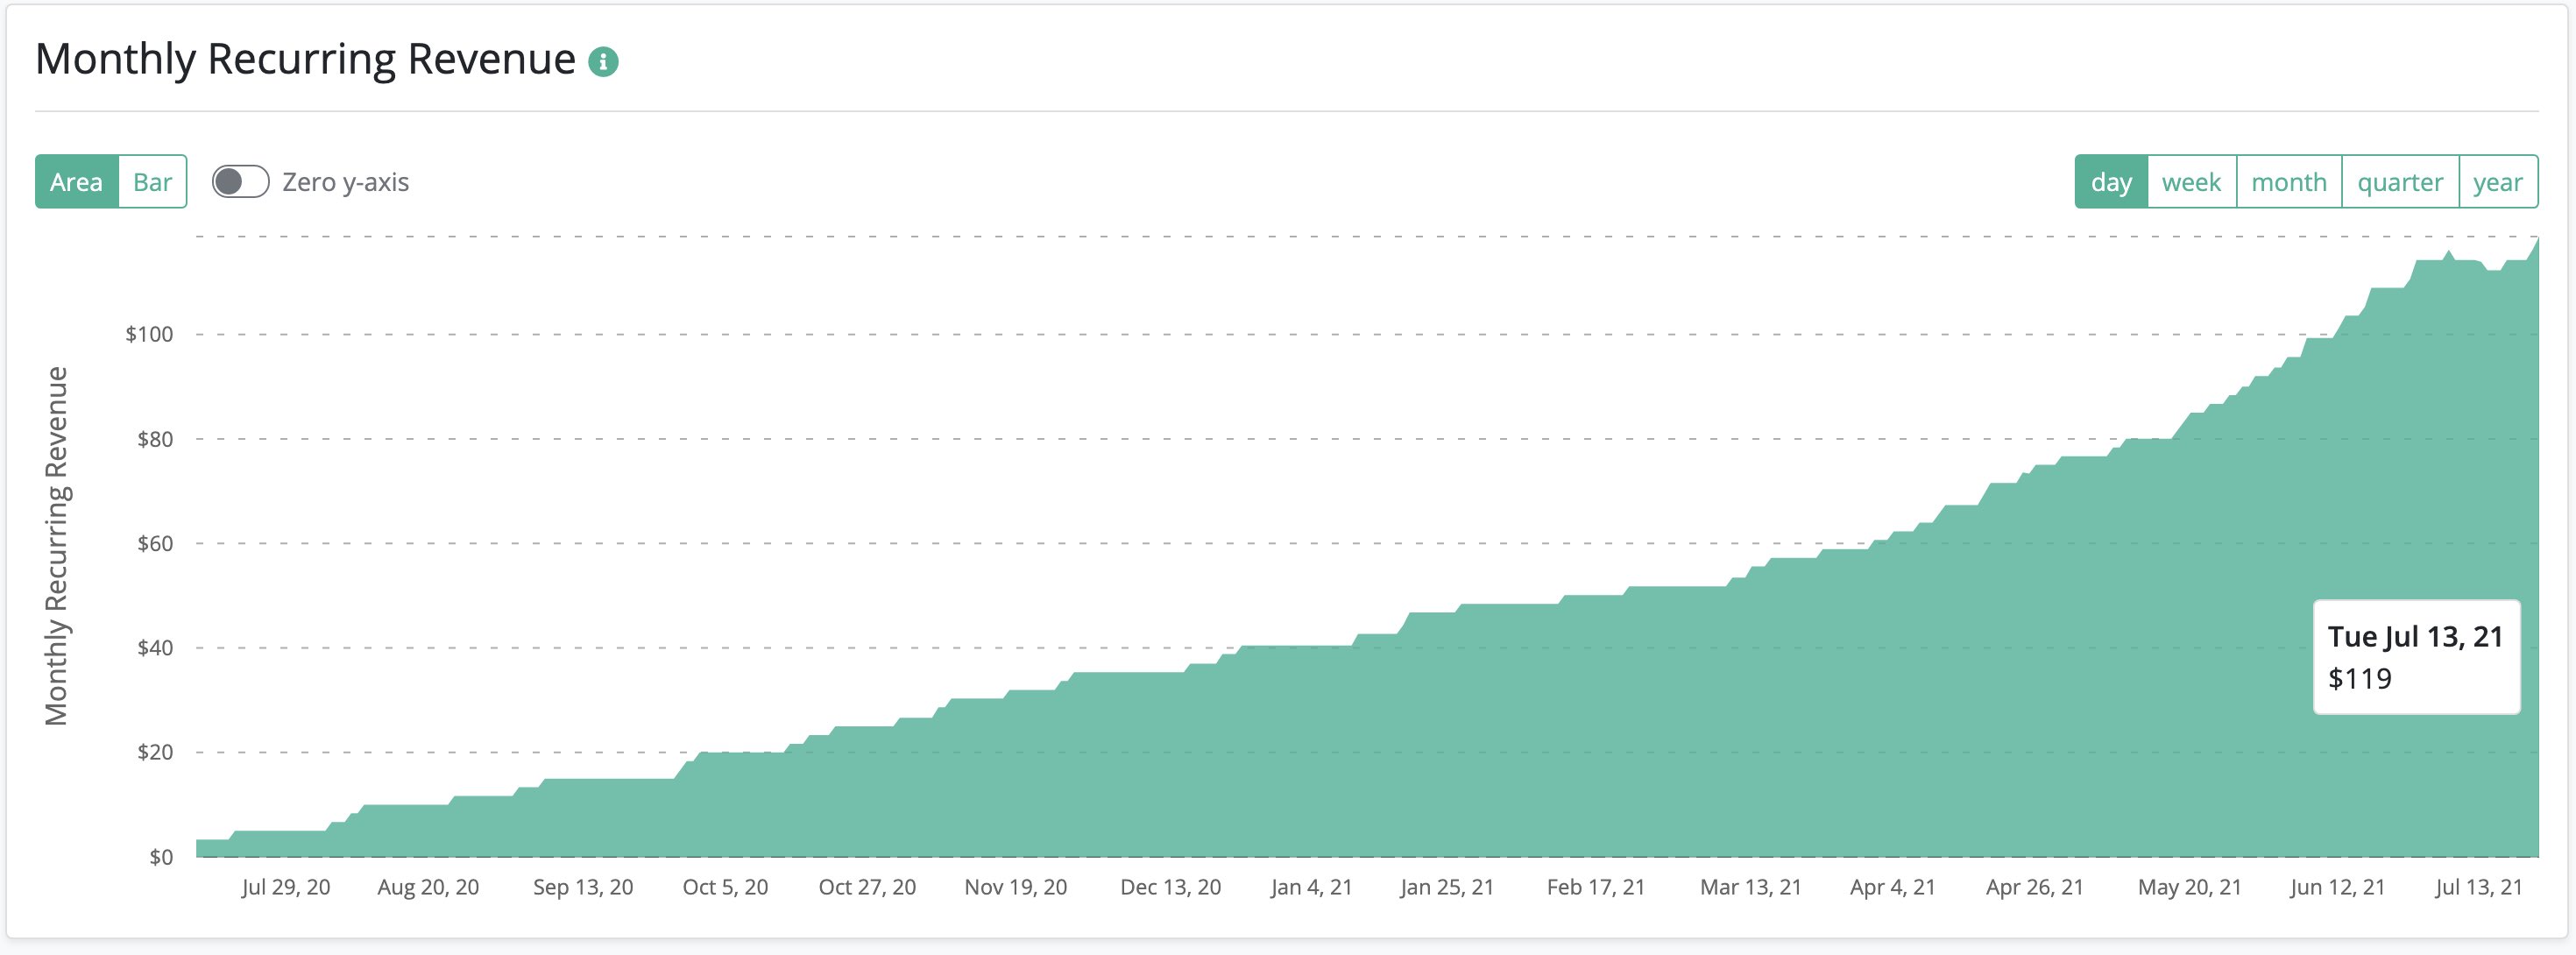 Monthly Recurring Revenue
Area Bar Zero y-axis day week month quarter year
Monthly Recurring Revenue
$100
$80
$60
$40
$20
$0
Tue Jul 13, 21
$119
Jul 29, 20 Aug 20, 20 Sep 13, 20 Oct 5, 20 Oct 27, 20 Nov 19, 20 Dec 13, 20 Jan 4, 21 Jan 25, 21 Feb 17, 21 Mar 13, 21 Apr 4, 21 Apr 26, 21 May 20, 21 Jun 12, 21 Jul 13, 21